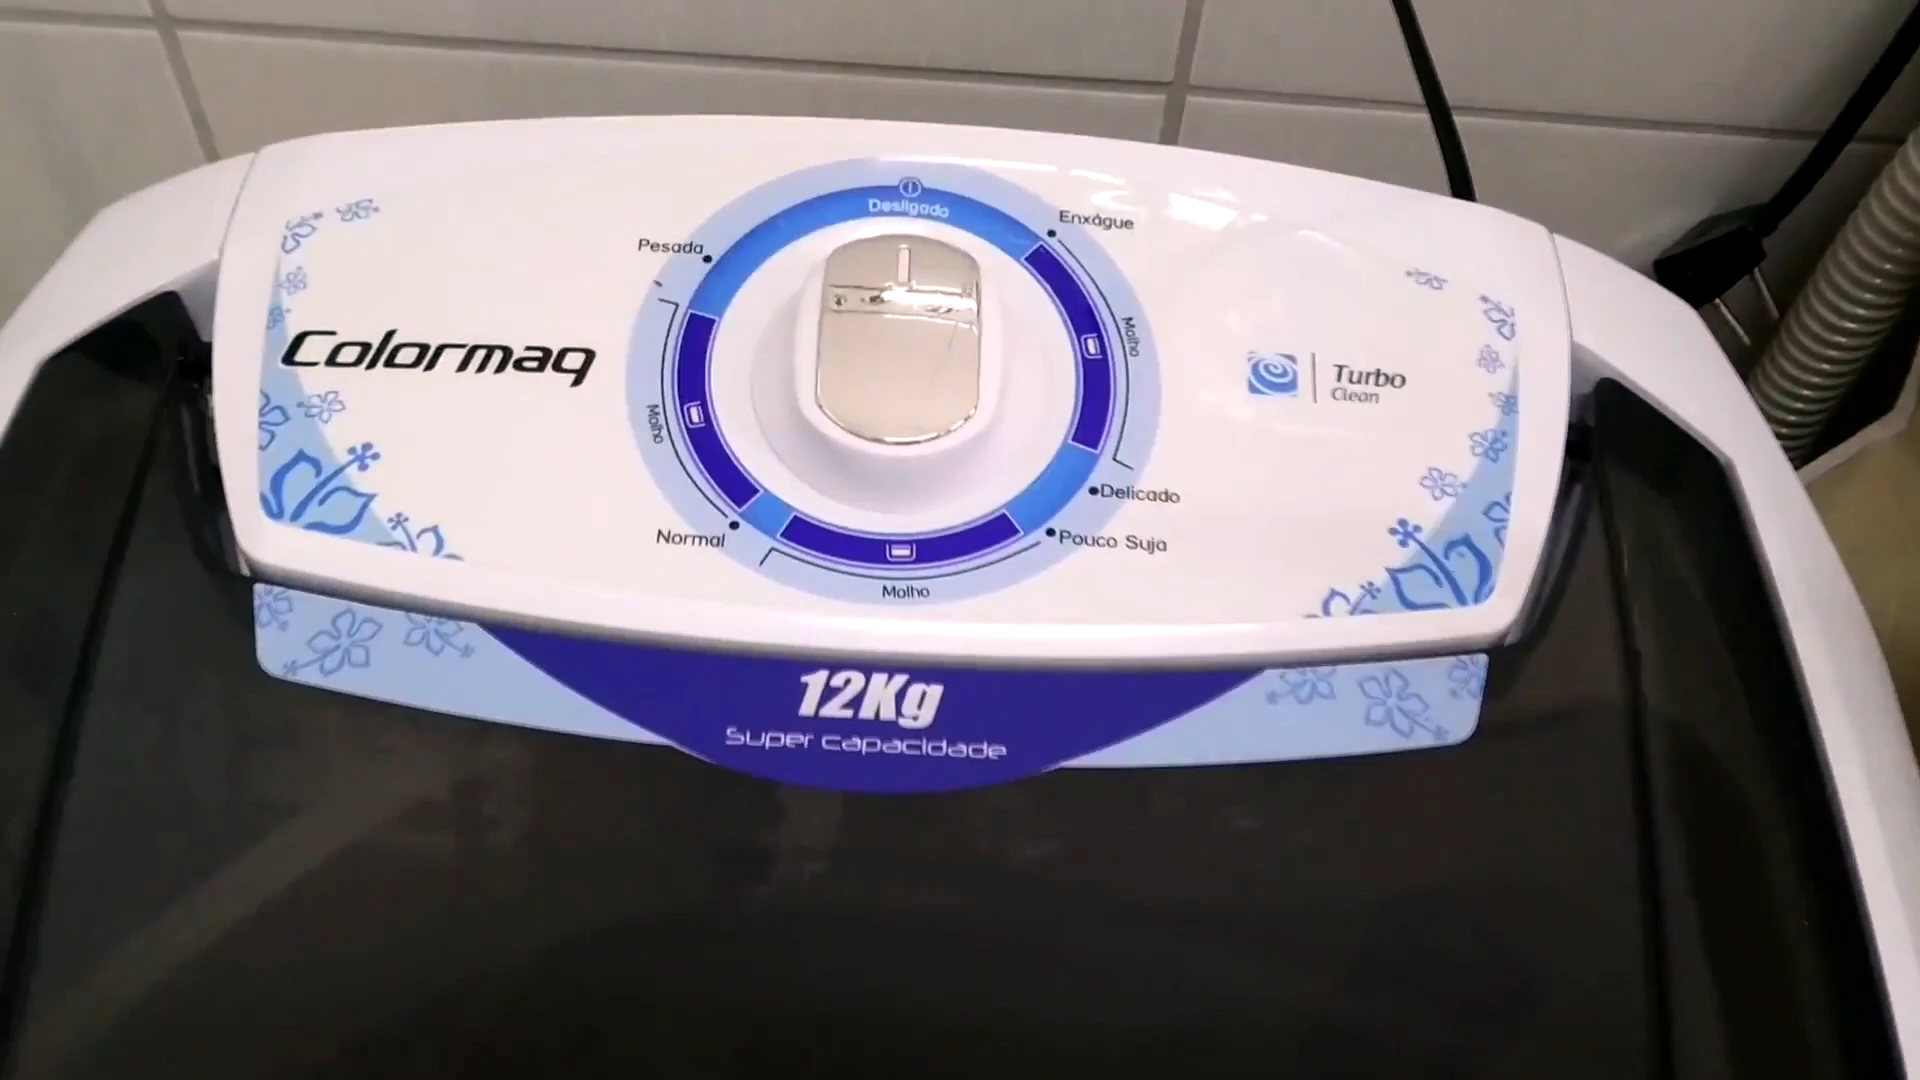 Desligado
Enxágue
Pesada
Molho
Colormaq
Turbo
Clean
Molho
Delicado
Pouco Suja
Normal
Molho
12Kg
Super capacidade